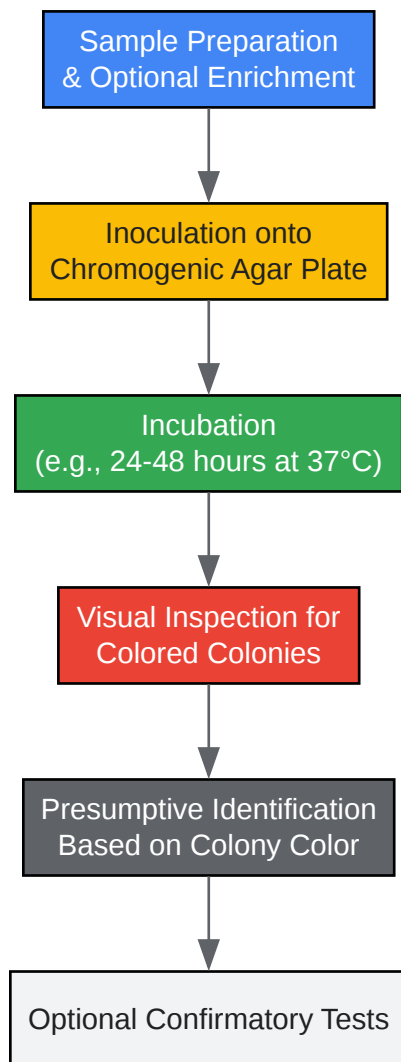 Sample Preparation
& Optional Enrichment
Inoculation onto
Chromogenic Agar Plate
Incubation
(e.g., 24-48 hours at 37°C)
Visual Inspection for
Colored Colonies
Presumptive Identification
Based on Colony Color
Optional Confirmatory Tests